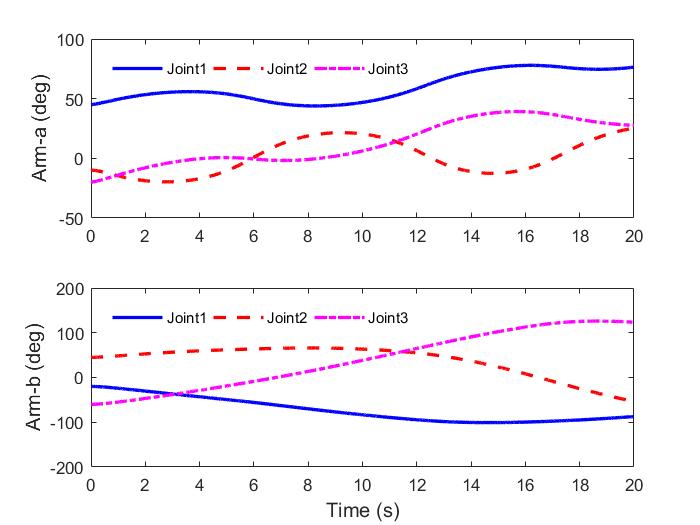 100
50
0
-50
Arm-a (deg)
Joint1 Joint2 Joint3
0 2 4 6 8 10 12 14 16 18 20
200
100
0
-100
-200
Arm-b (deg)
Joint1 Joint2 Joint3
0 2 4 6 8 10 12 14 16 18 20
Time (s)